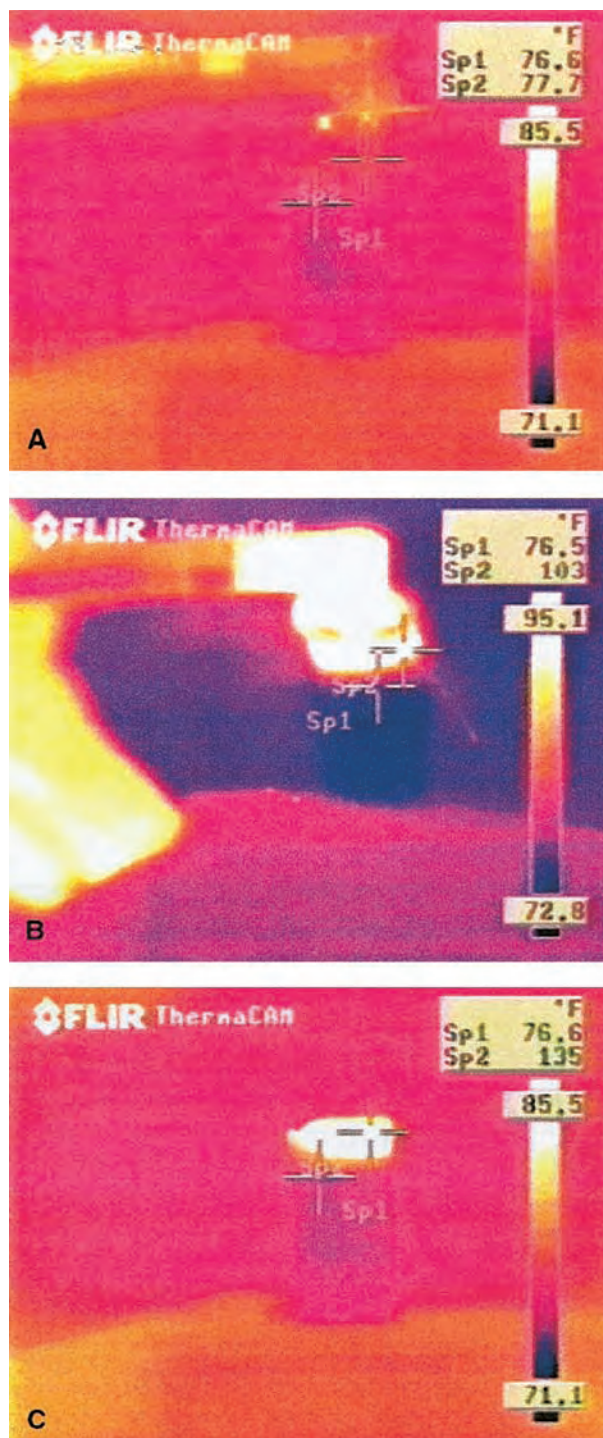 FLIR ThermaCAM
°F
Sp1 76.6
Sp2 77.7
85.5
Sp2
Sp1
71.1
A
FLIR ThermaCAM
°F
Sp1 76.5
Sp2 103
95.1
Sp2
Sp1
72.8
B
FLIR ThermaCAM
°F
Sp1 76.6
Sp2 135
85.5
Sp2
Sp1
71.1
C